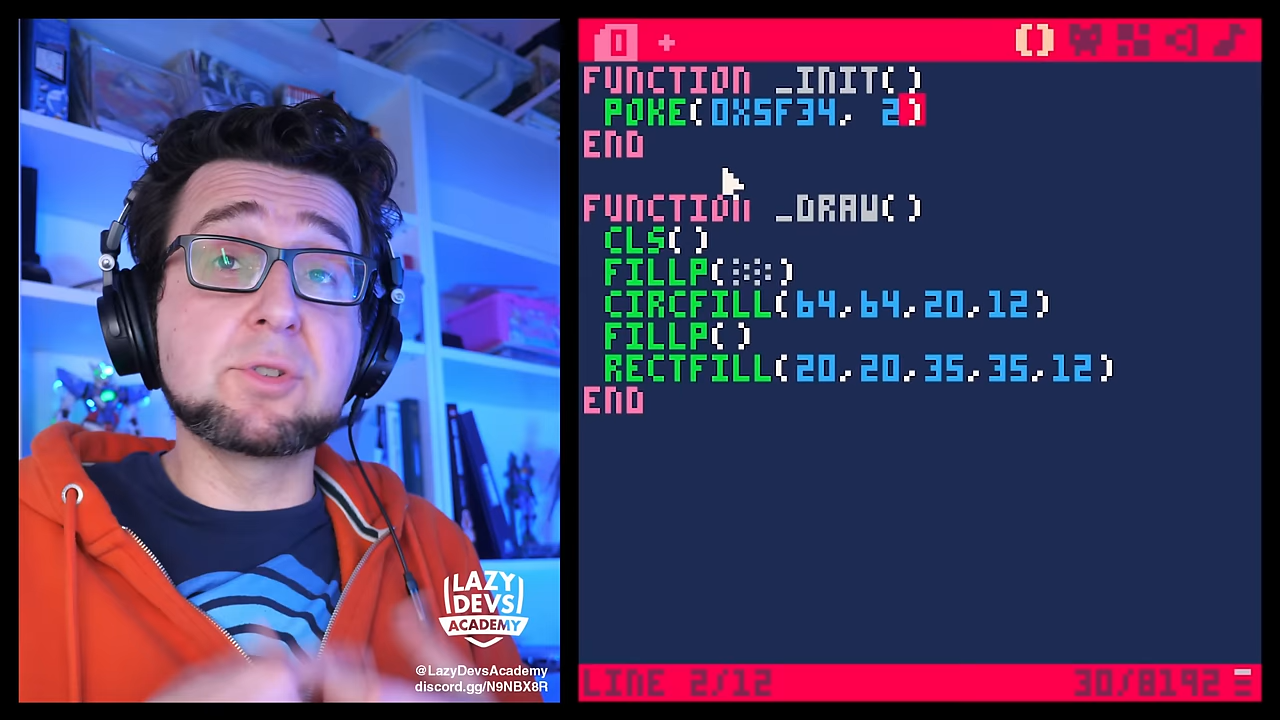 FUNCTION _INIT()
POKE(0X5F34, 2)
END
FUNCTION _DRAW()
CLS()
FILLP(░)
CIRCFILL(64,64,20,12)
FILLP()
RECTFILL(20,20,35,35,12)
END
LINE 2/12
30/8192
LAZY
DEVS
ACADEMY
@LazyDevsAcademy
discord.gg/N9NBX8R